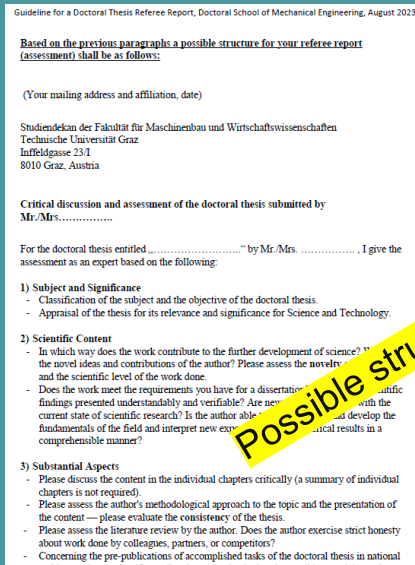 Guideline for a Doctoral Thesis Referee Report, Doctoral School of Mechanical Engineering, August 2023
Based on the previous paragraphs a possible structure for your referee report
(assessment) shall be as follows:
(Your mailing address and affiliation, date)
Studiendekan der Fakultät für Maschinenbau und Wirtschaftswissenschaften
Technische Universität Graz
Inffeldgasse 23/I
8010 Graz, Austria
Critical discussion and assessment of the doctoral thesis submitted by
Mr./Mrs……………
For the doctoral thesis entitled „……………………..." by Mr./Mrs. …………… , I give the
assessment as an expert based on the following:
1) Subject and Significance
- Classification of the subject and the objective of the doctoral thesis.
- Appraisal of the thesis for its relevance and significance for Science and Technology.
2) Scientific Content
- In which way does the work contribute to the further development of science?
the novel ideas and contributions of the author? Please assess the novelty
and the scientific level of the work done.
- Does the work meet the requirements you have for a dissertation
findings presented understandably and verifiable? Are new with the
current state of scientific research? Is the author able develop the
fundamentals of the field and interpret new results in a
comprehensible manner?
Possible stru
3) Substantial Aspects
- Please discuss the content in the individual chapters critically (a summary of individual
chapters is not required).
- Please assess the author's methodological approach to the topic and the presentation of
the content — please evaluate the consistency of the thesis.
- Please assess the literature review by the author. Does the author exercise strict honesty
about work done by colleagues, partners, or competitors?
- Concerning the pre-publications of accomplished tasks of the doctoral thesis in national